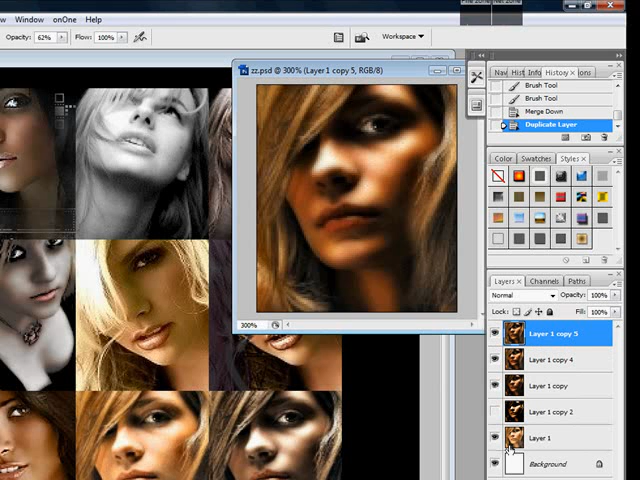 w Window onOne Help
Opacity: 62% Flow: 100% Workspace
zz.psd @ 300% (Layer 1 copy 5, RGB/8)
300%
Nav Hist Info History × ions
Brush Tool
Brush Tool
Merge Down
Duplicate Layer
Color Swatches Styles ×
Layers × Channels Paths
Normal Opacity: 100%
Lock: Fill: 100%
Layer 1 copy 5
Layer 1 copy 4
Layer 1 copy
Layer 1 copy 2
Layer 1
Background